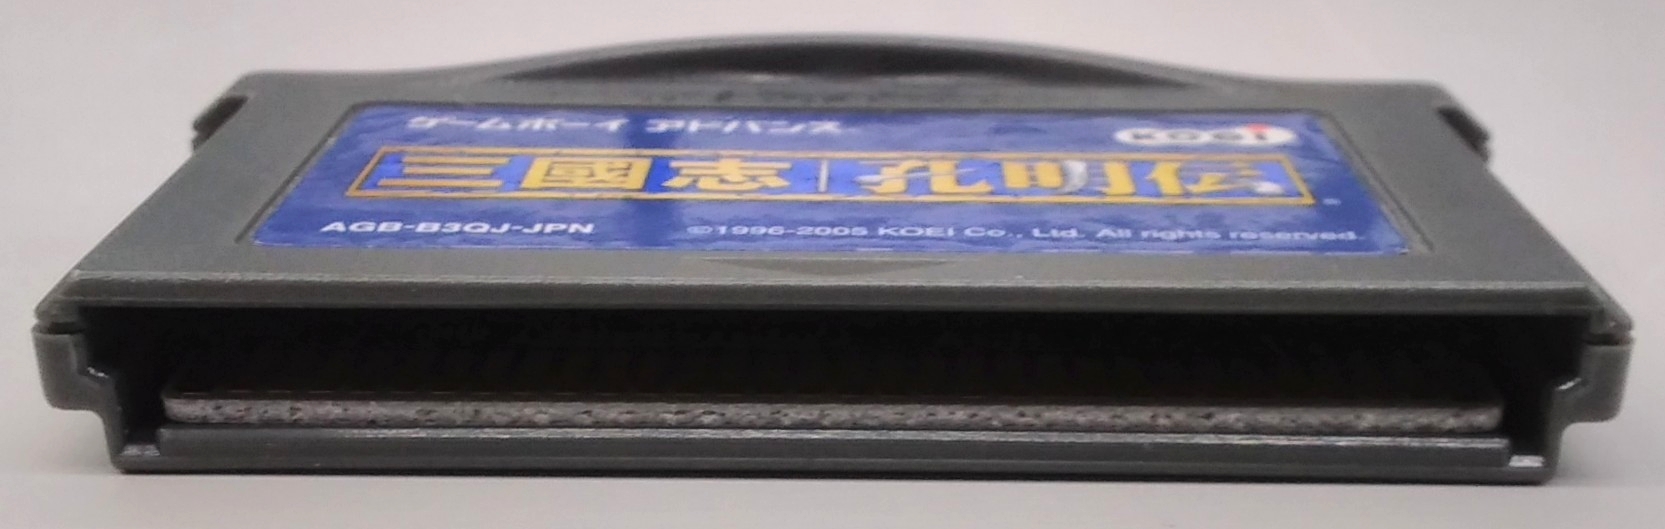 ゲームボーイ アドバンス
KOEI
三國志 孔明伝
AGB-B3QJ-JPN
©1996-2005 KOEI Co., Ltd. All rights reserved.